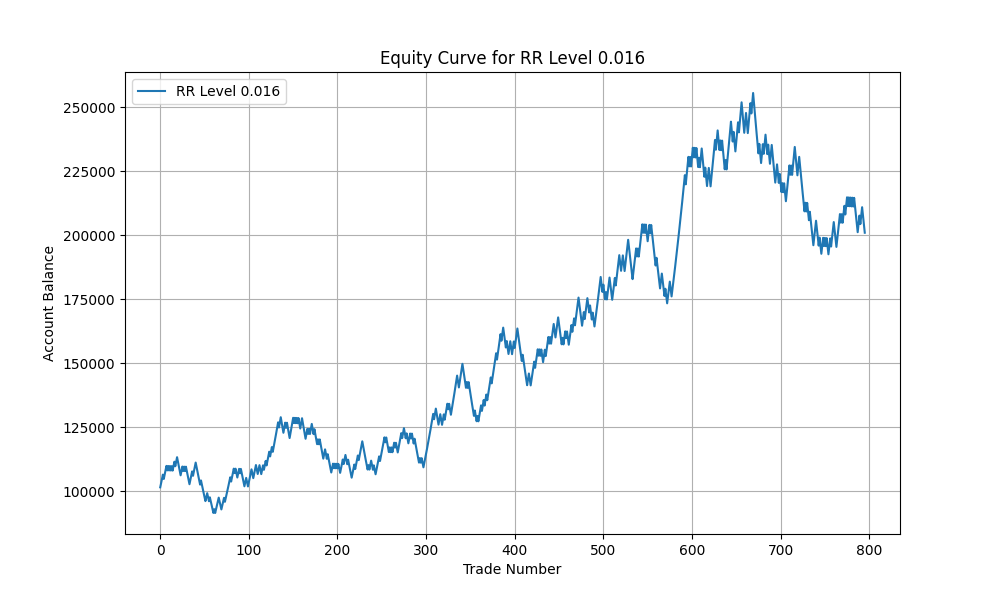 Equity Curve for RR Level 0.016
RR Level 0.016
250000
225000
200000
175000
150000
125000
100000
Account Balance
0 100 200 300 400 500 600 700 800
Trade Number